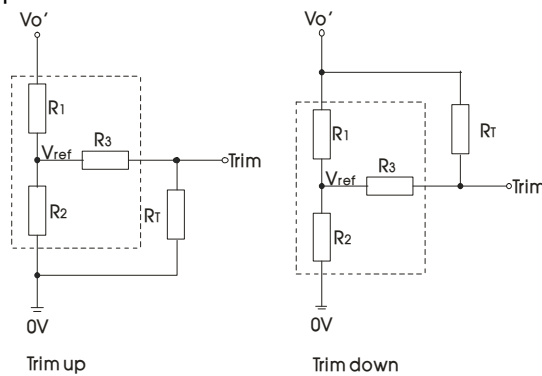 Vo'
R1
Vref
R3
Trim
R2
RT
0V
Trim up
Vo'
R1
RT
R3
Vref
Trim
R2
0V
Trim down